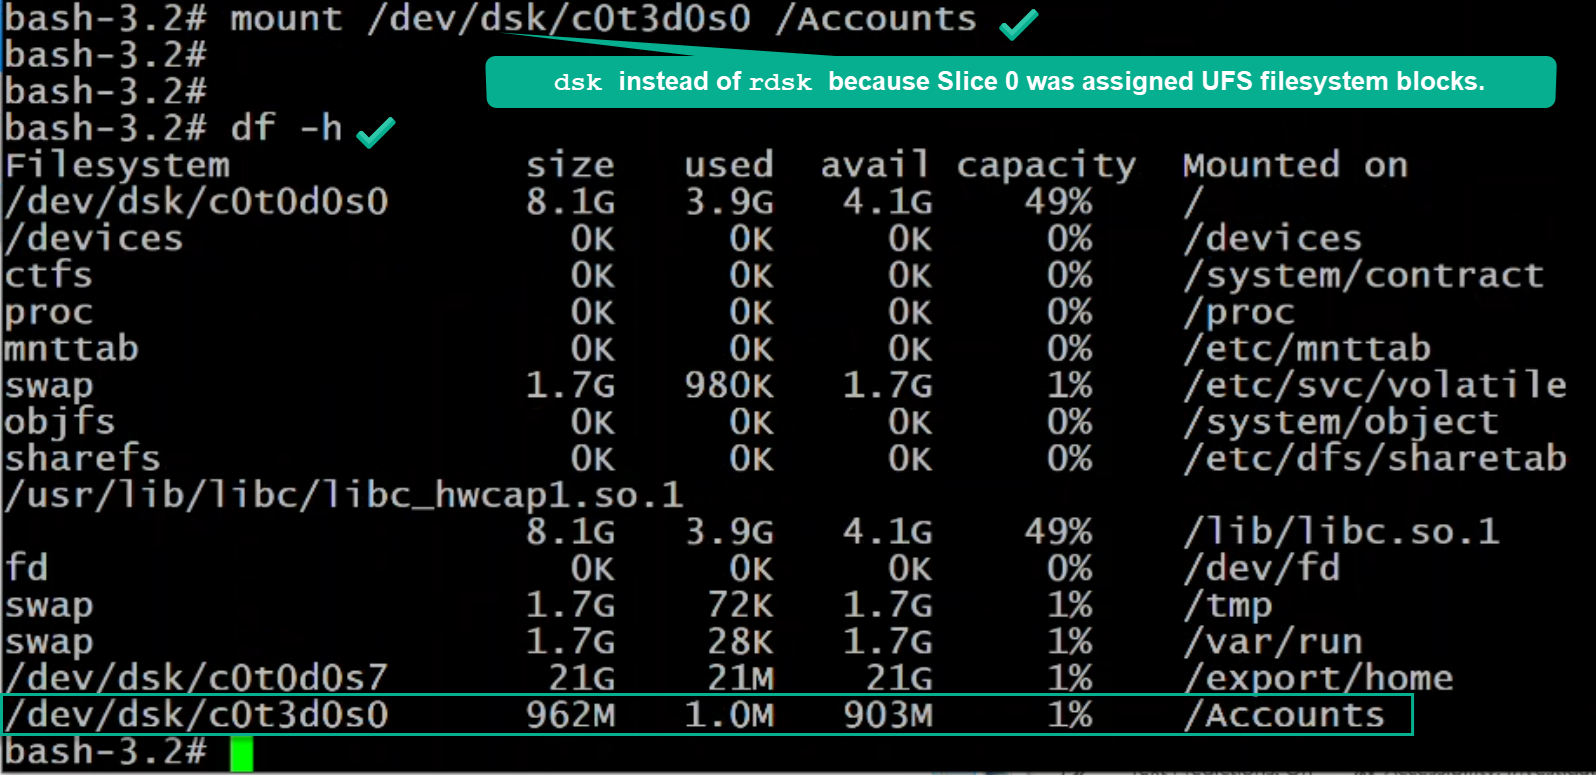 bash-3.2# mount /dev/dsk/c0t3d0s0 /Accounts
bash-3.2#
dsk instead of rdsk because Slice 0 was assigned UFS filesystem blocks.
bash-3.2#
bash-3.2# df -h
Filesystem size used avail capacity Mounted on
/dev/dsk/c0t0d0s0 8.1G 3.9G 4.1G 49% /
/devices 0K 0K 0K 0% /devices
ctfs 0K 0K 0K 0% /system/contract
proc 0K 0K 0K 0% /proc
mnttab 0K 0K 0K 0% /etc/mnttab
swap 1.7G 980K 1.7G 1% /etc/svc/volatile
objfs 0K 0K 0K 0% /system/object
sharefs 0K 0K 0K 0% /etc/dfs/sharetab
/usr/lib/libc/libc_hwcap1.so.1
8.1G 3.9G 4.1G 49% /lib/libc.so.1
fd 0K 0K 0K 0% /dev/fd
swap 1.7G 72K 1.7G 1% /tmp
swap 1.7G 28K 1.7G 1% /var/run
/dev/dsk/c0t0d0s7 21G 21M 21G 1% /export/home
/dev/dsk/c0t3d0s0 962M 1.0M 903M 1% /Accounts
bash-3.2#